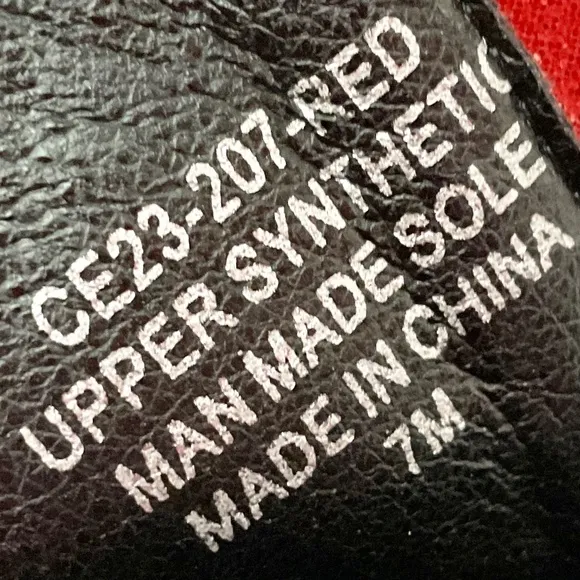 CE23-207-RED
UPPER SYNTHETIC
MAN MADE SOLE
MADE IN CHINA
7M